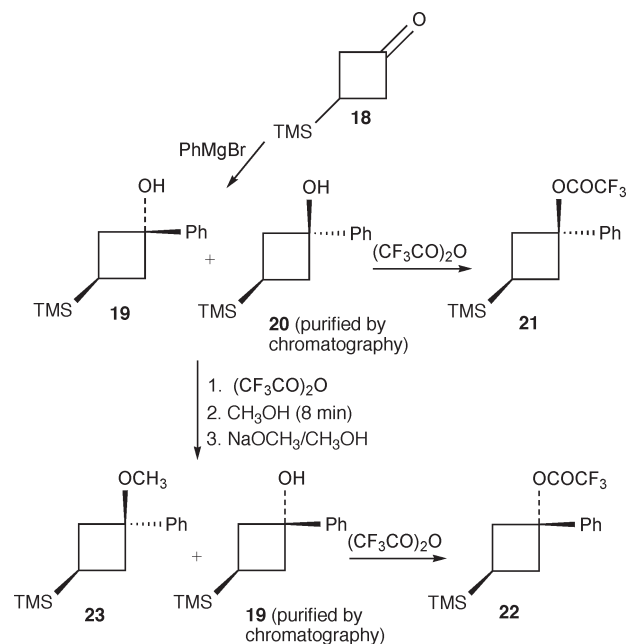 O
18
TMS
PhMgBr
OH
Ph
TMS
19
+
OH
Ph
TMS
20 (purified by
chromatography)
(CF₃CO)₂O
OCOCF₃
Ph
TMS
21
1. (CF₃CO)₂O
2. CH₃OH (8 min)
3. NaOCH₃/CH₃OH
OCH₃
Ph
TMS
23
+
OH
Ph
TMS
19 (purified by
chromatography)
(CF₃CO)₂O
OCOCF₃
Ph
TMS
22